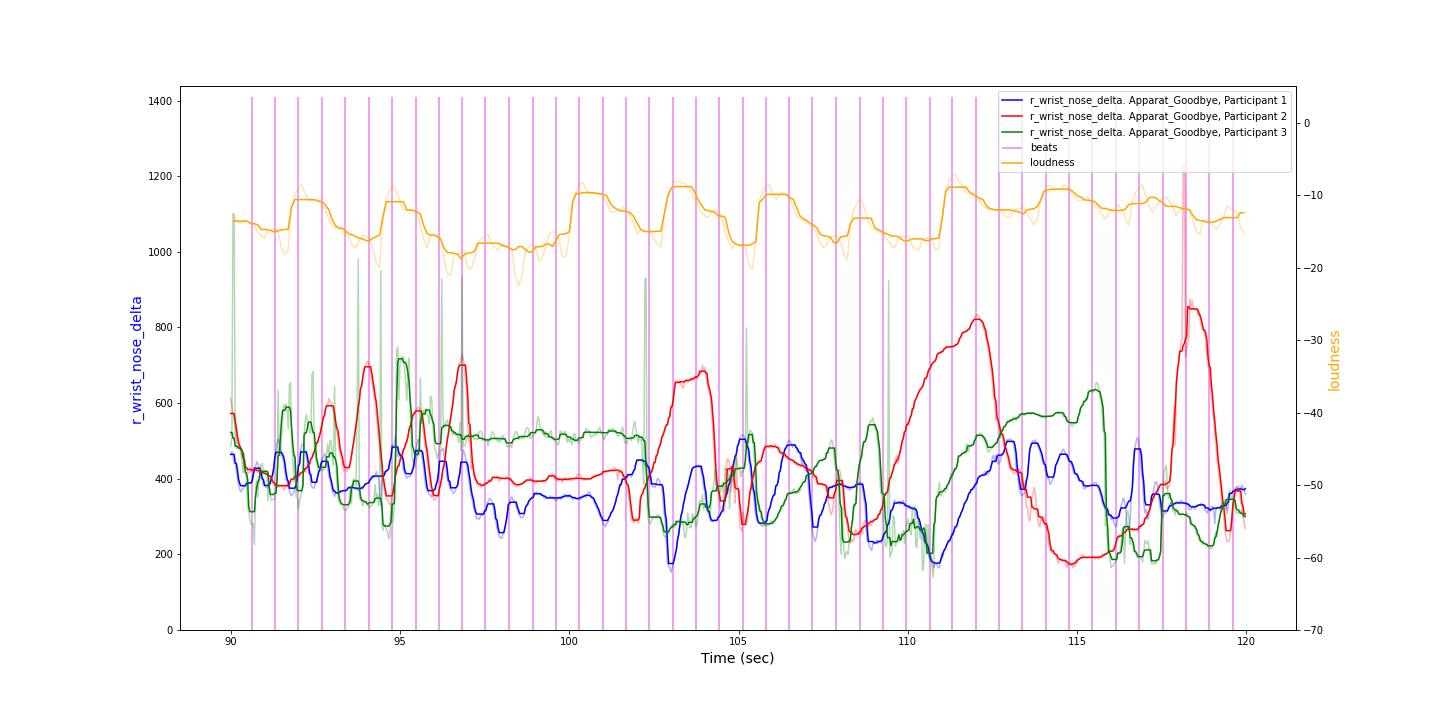 r_wrist_nose_delta. Apparat_Goodbye, Participant 1
r_wrist_nose_delta. Apparat_Goodbye, Participant 2
r_wrist_nose_delta. Apparat_Goodbye, Participant 3
beats
loudness
r_wrist_nose_delta
1400
1200
1000
800
600
400
200
0
0
−10
−20
−30
−40
−50
−60
−70
loudness
90
95
100
105
110
115
120
Time (sec)